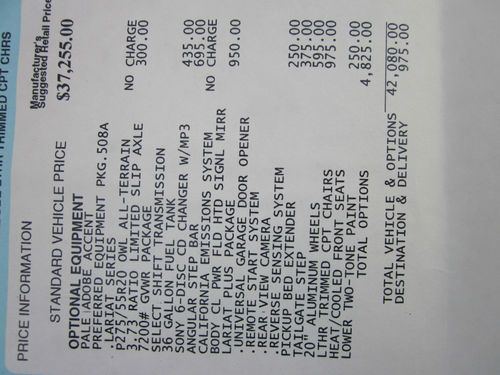 TRIMMED CPT CHRS
PRICE INFORMATION
Manufacturer's
Suggested Retail Price
STANDARD VEHICLE PRICE $37,255.00
OPTIONAL EQUIPMENT
PALE ADOBE ACCENT
PREFERRED EQUIPMENT PKG.508A
.LARIAT SERIES
P275/55R20 OWL ALL-TERRAIN NO CHARGE
3.73 RATIO LIMITED SLIP AXLE 300.00
7200# GVWR PACKAGE
SELECT SHIFT TRANSMISSION
36 GALLON FUEL TANK
SONY 6-DISC CD CHANGER W/MP3 435.00
ANGULAR STEP BAR 695.00
CALIFORNIA EMISSIONS SYSTEM NO CHARGE
BODY CL PWR FLD HTD SIGNL MIRR
LARIAT PLUS PACKAGE 950.00
.UNIVERSAL GARAGE DOOR OPENER
.REMOTE START SYSTEM
.REAR VIEW CAMERA
.REVERSE SENSING SYSTEM
PICKUP BED EXTENDER 250.00
TAILGATE STEP 375.00
20" ALUMINUM WHEELS 595.00
LTHR TRIMMED CPT CHAIRS 975.00
HEAT/COOLED FRONT SEATS
LOWER TWO-TONE PAINT 250.00
TOTAL OPTIONS 4,825.00
TOTAL VEHICLE & OPTIONS 42,080.00
DESTINATION & DELIVERY 975.00